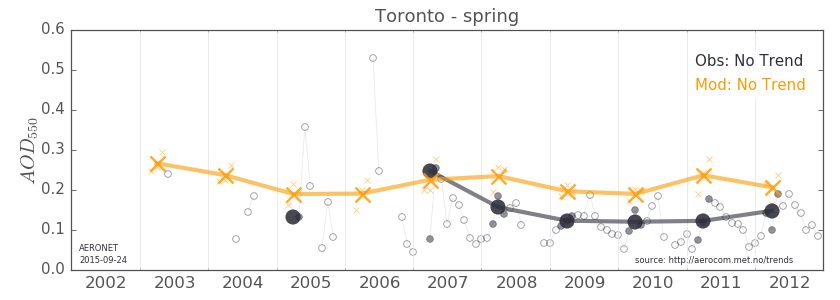 Toronto - spring
0.6
0.5
0.4
0.3
0.2
0.1
0.0
AOD550
Obs: No Trend
Mod: No Trend
AERONET
2015-09-24
source: http://aerocom.met.no/trends
2002 2003 2004 2005 2006 2007 2008 2009 2010 2011 2012